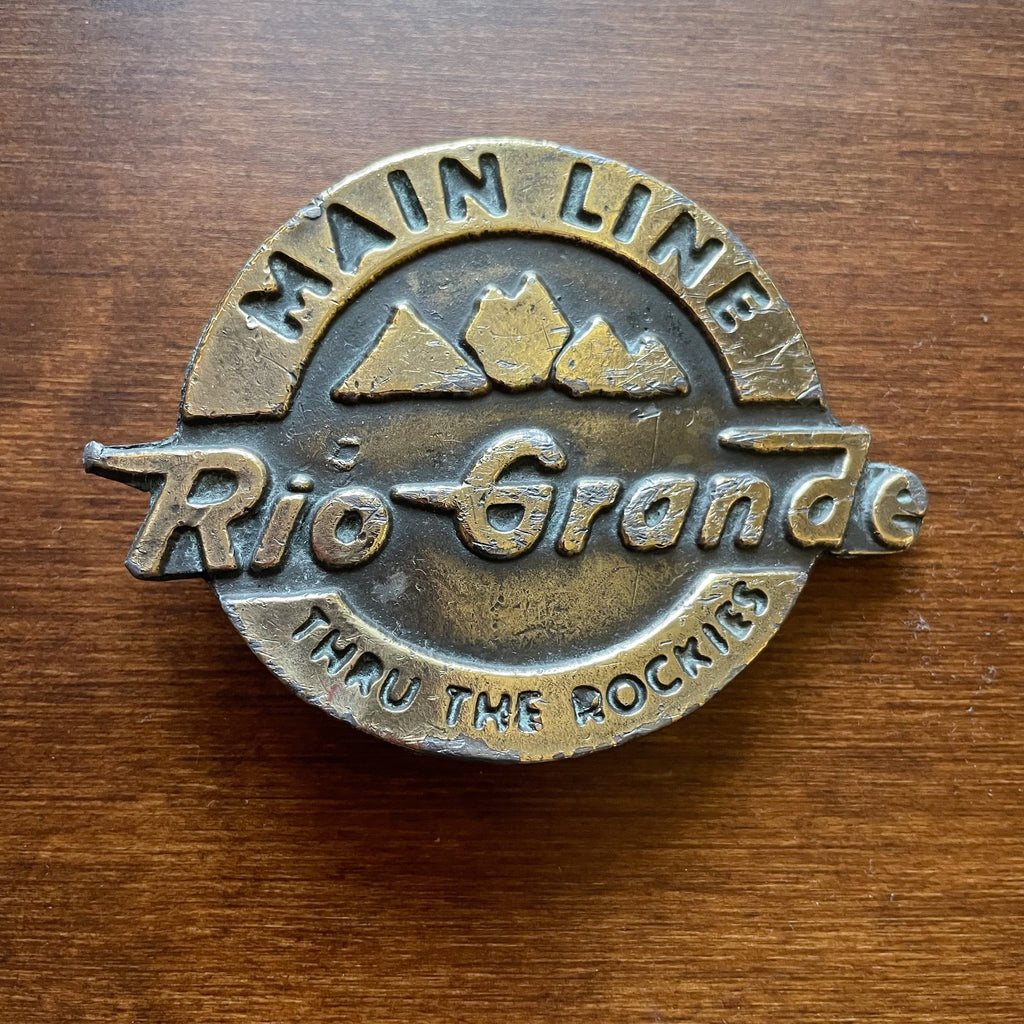 MAIN LINE
Rio Grande
THRU THE ROCKIES